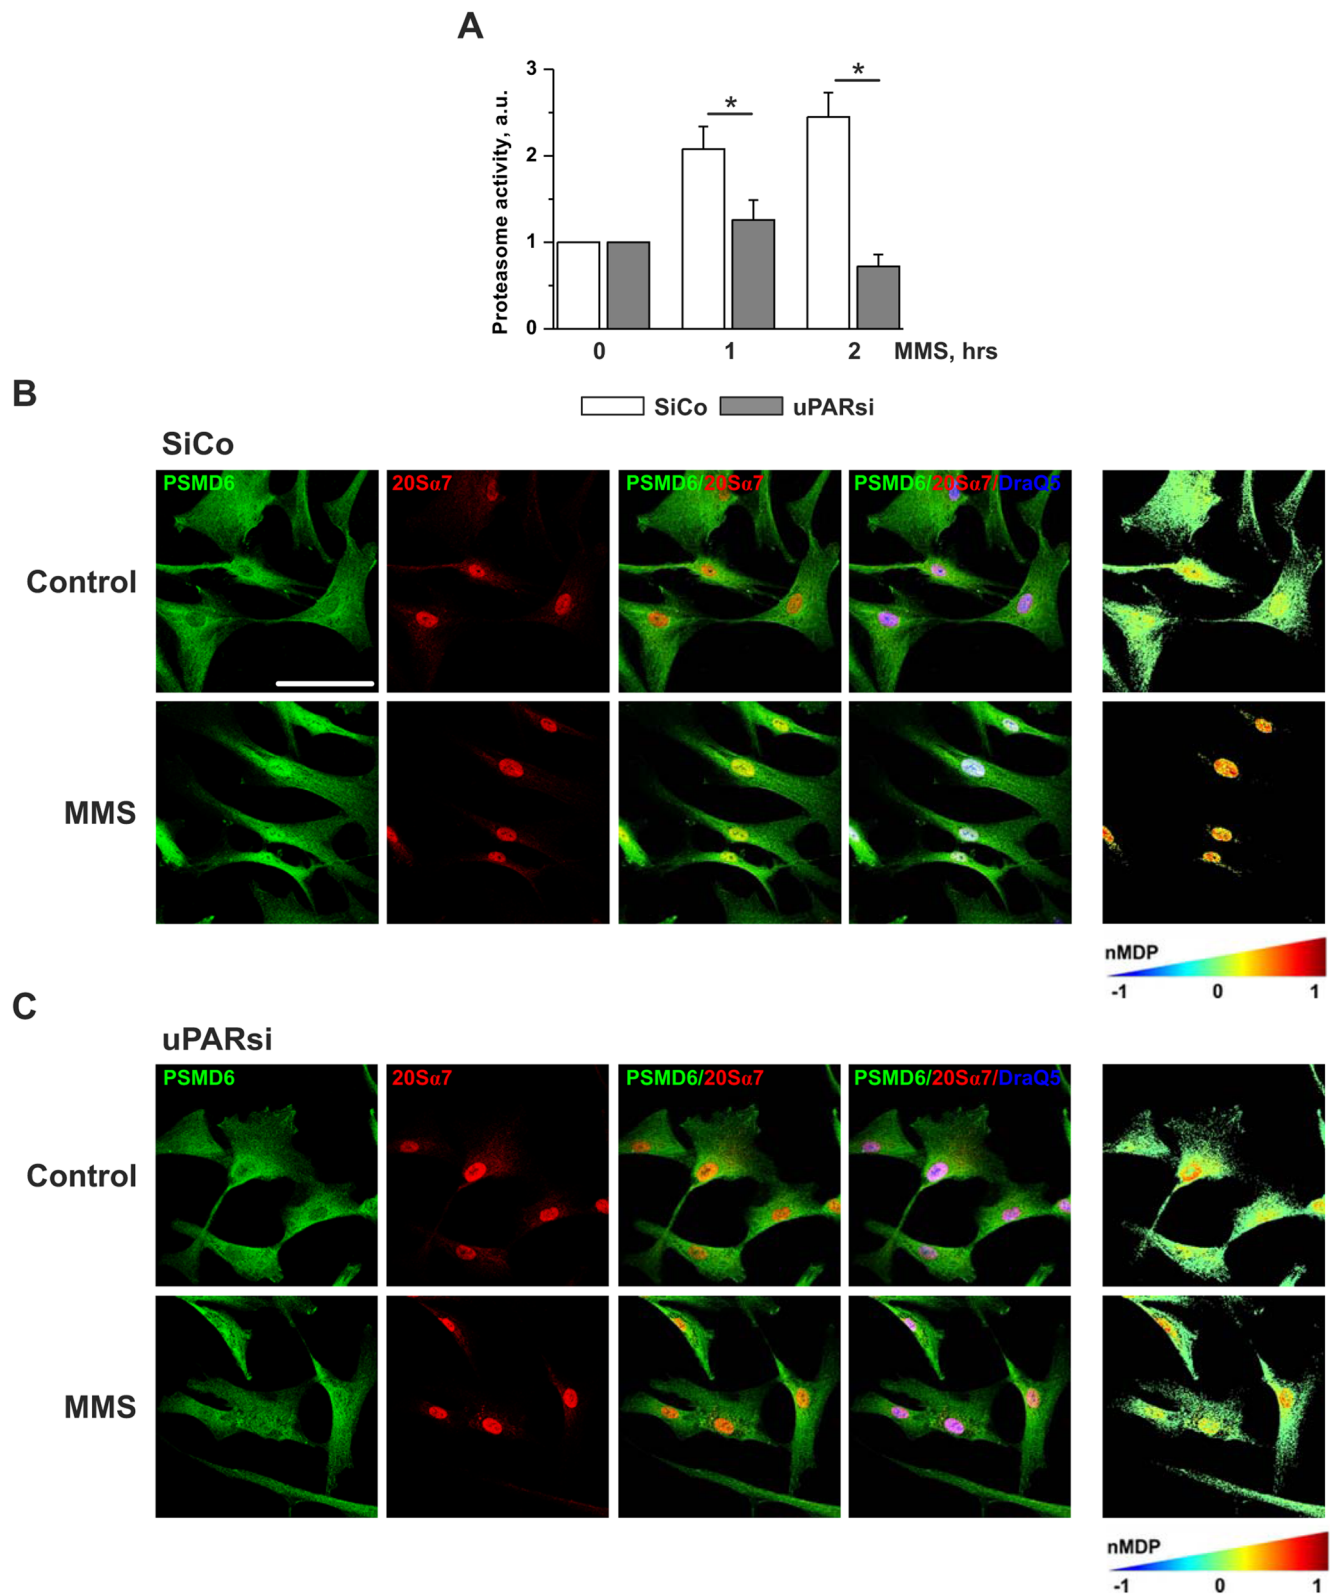 A
Proteasome activity, a.u.
3
2
1
0
*
*
0 1 2 MMS, hrs
SiCo uPARsi
B
SiCo
PSMD6 20Sα7 PSMD6/20Sα7 PSMD6/20Sα7/DraQ5
Control
MMS
nMDP
-1 0 1
C
uPARsi
PSMD6 20Sα7 PSMD6/20Sα7 PSMD6/20Sα7/DraQ5
Control
MMS
nMDP
-1 0 1